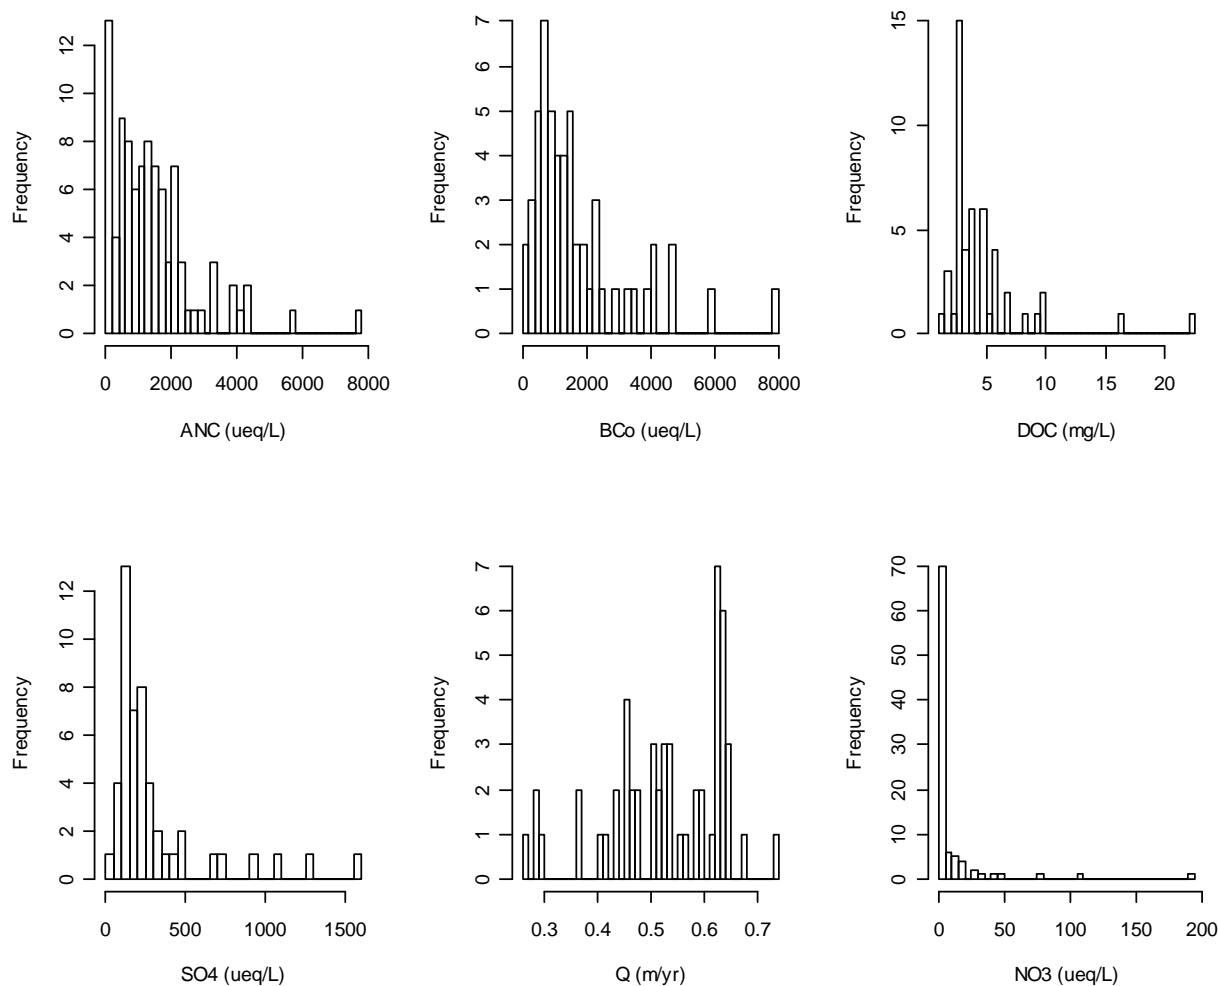 Frequency
0 2 4 6 8 10 12
0 2000 4000 6000 8000
ANC (ueq/L)
Frequency
0 1 2 3 4 5 6 7
0 2000 4000 6000 8000
BCo (ueq/L)
Frequency
0 5 10 15
5 10 15 20
DOC (mg/L)
Frequency
0 2 4 6 8 10 12
0 500 1000 1500
SO4 (ueq/L)
Frequency
0 1 2 3 4 5 6 7
0.3 0.4 0.5 0.6 0.7
Q (m/yr)
Frequency
0 10 20 30 40 50 60 70
0 50 100 150 200
NO3 (ueq/L)